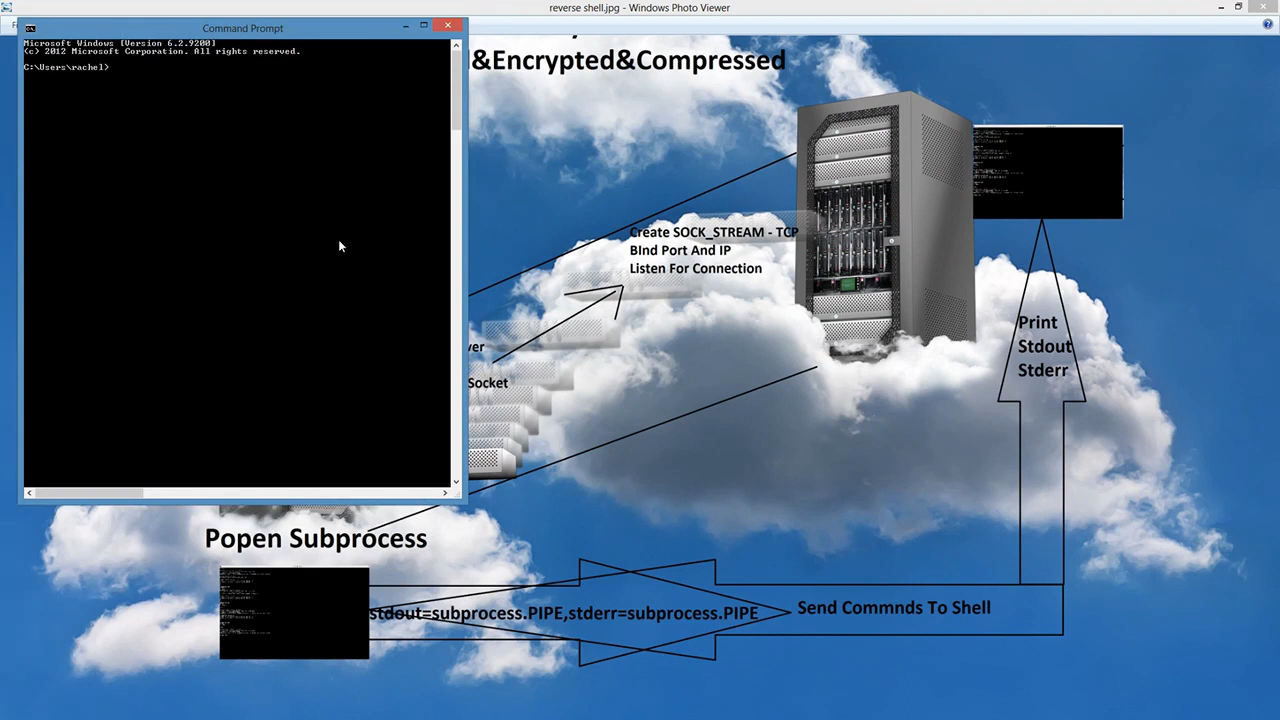 reverse shell.jpg - Windows Photo Viewer
Command Prompt
Microsoft Windows [Version 6.2.9200]
(c) 2012 Microsoft Corporation. All rights reserved.
C:\Users\rachel>
&Encrypted&Compressed
Create SOCK_STREAM - TCP
BInd Port And IP
Listen For Connection
ver
Socket
Print
Stdout
Stderr
Popen Subprocess
stdout=subprocess.PIPE,stderr=subprocess.PIPE
Send Commnds To Shell